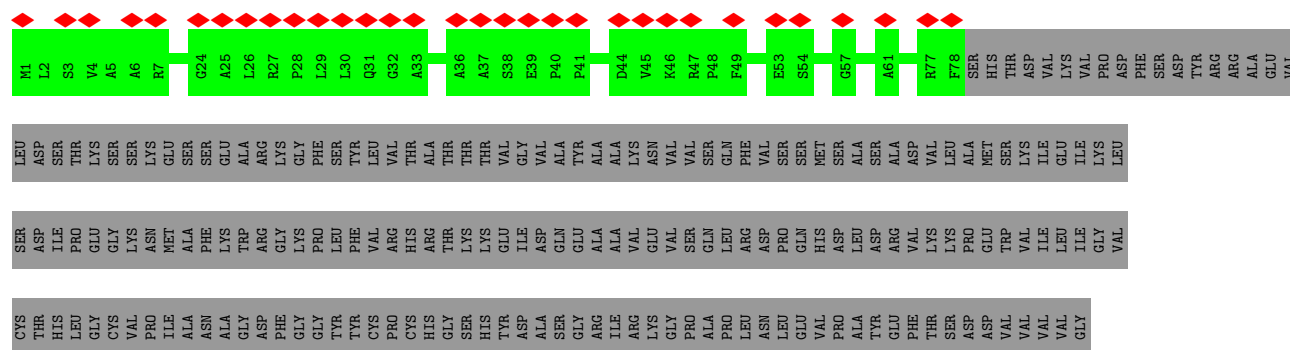 M1 L2 S3 V4 A5 A6 R7 G24 A25 L26 R27 P28 L29 L30 Q31 G32 A33 A36 A37 S38 E39 P40 P41 D44 V45 K46 R47 P48 F49 E53 S54 G57 A61 R77 F78 SER HIS THR ASP VAL LYS VAL PRO ASP PHE SER ASP TYR ARG ARG ALA GLU VAL
LEU ASP SER THR LYS SER SER LYS GLU SER SER GLU ALA ARG LYS GLY PHE SER TYR LEU VAL THR ALA THR THR THR VAL GLY VAL ALA TYR ALA ALA LYS ASN VAL VAL SER GLN PHE VAL SER SER MET SER ALA SER ALA ASP VAL LEU ALA MET SER LYS ILE GLU ILE LYS LEU
SER ASP ILE PRO GLU GLY LYS ASN MET ALA PHE LYS TRP ARG GLY LYS PRO LEU PHE VAL ARG HIS ARG THR LYS LYS GLU ILE ASP GLN GLU ALA ALA VAL GLU VAL SER GLN LEU ARG ASP PRO GLN HIS ASP LEU ASP ARG VAL LYS LYS PRO GLU TRP VAL ILE LEU ILE GLY VAL
CYS THR HIS LEU GLY CYS VAL PRO ILE ALA ASN ALA GLY ASP PHE GLY GLY TYR TYR CYS PRO CYS HIS GLY SER HIS TYR ASP ALA SER GLY ARG ILE ARG LYS GLY PRO ALA PRO LEU ASN LEU GLU VAL PRO ALA TYR GLU PHE THR SER ASP ASP VAL VAL VAL VAL GLY